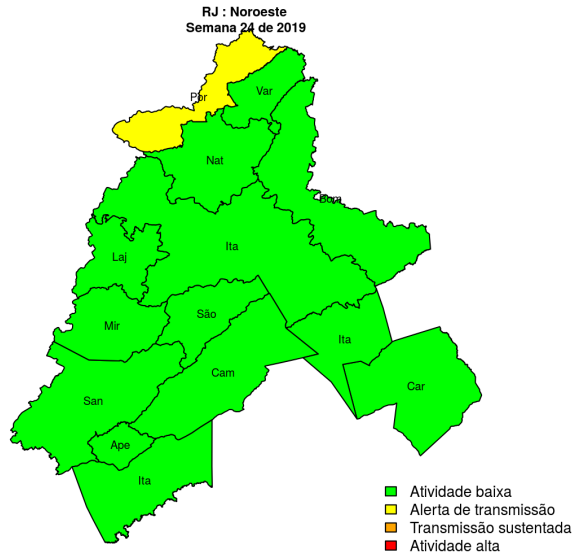 RJ : Noroeste
Semana 24 de 2019
Por
Var
Nat
Bom
Ita
Laj
São
Mir
Ita
Cam
Car
San
Ape
Ita
Atividade baixa
Alerta de transmissão
Transmissão sustentada
Atividade alta